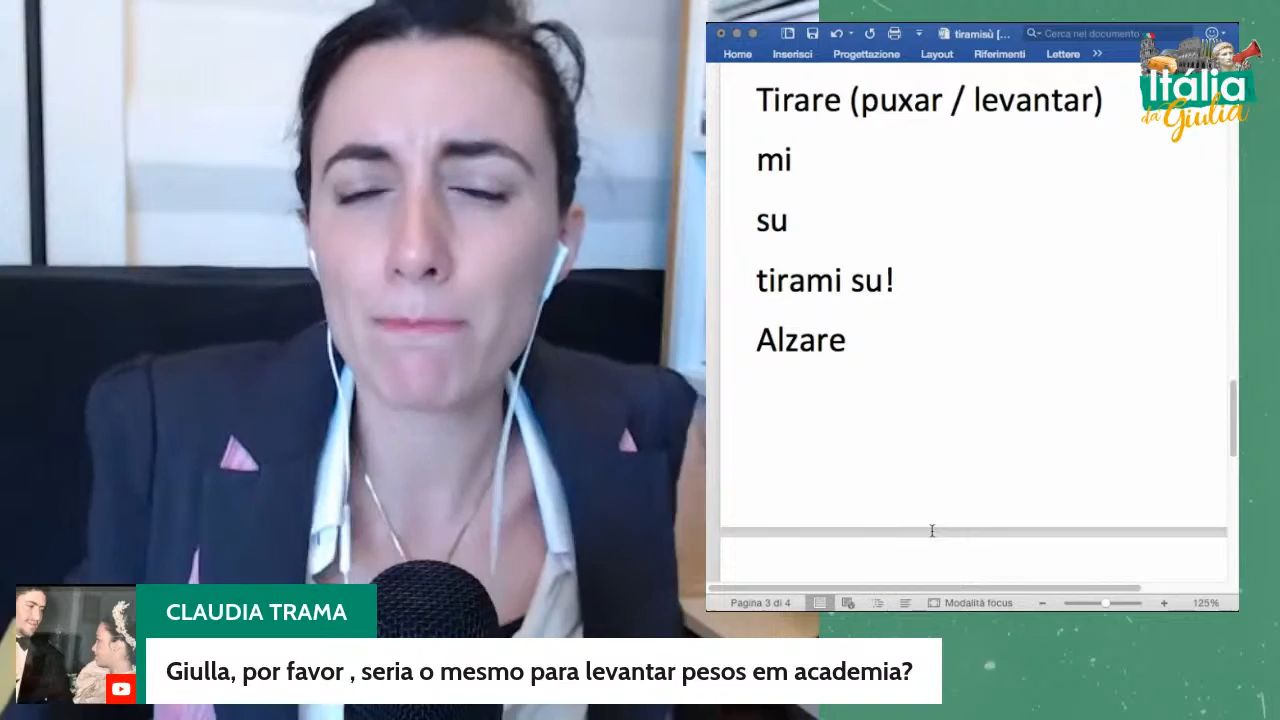 tiramisù [...
Cerca nel documento
Home Inserisci Progettazione Layout Riferimenti Lettere
Tirare (puxar / levantar)
mi
su
tirami su!
Alzare
Pagina 3 di 4 Modalità focus 125%
Itália
da Giulia
CLAUDIA TRAMA
Giulla, por favor , seria o mesmo para levantar pesos em academia?